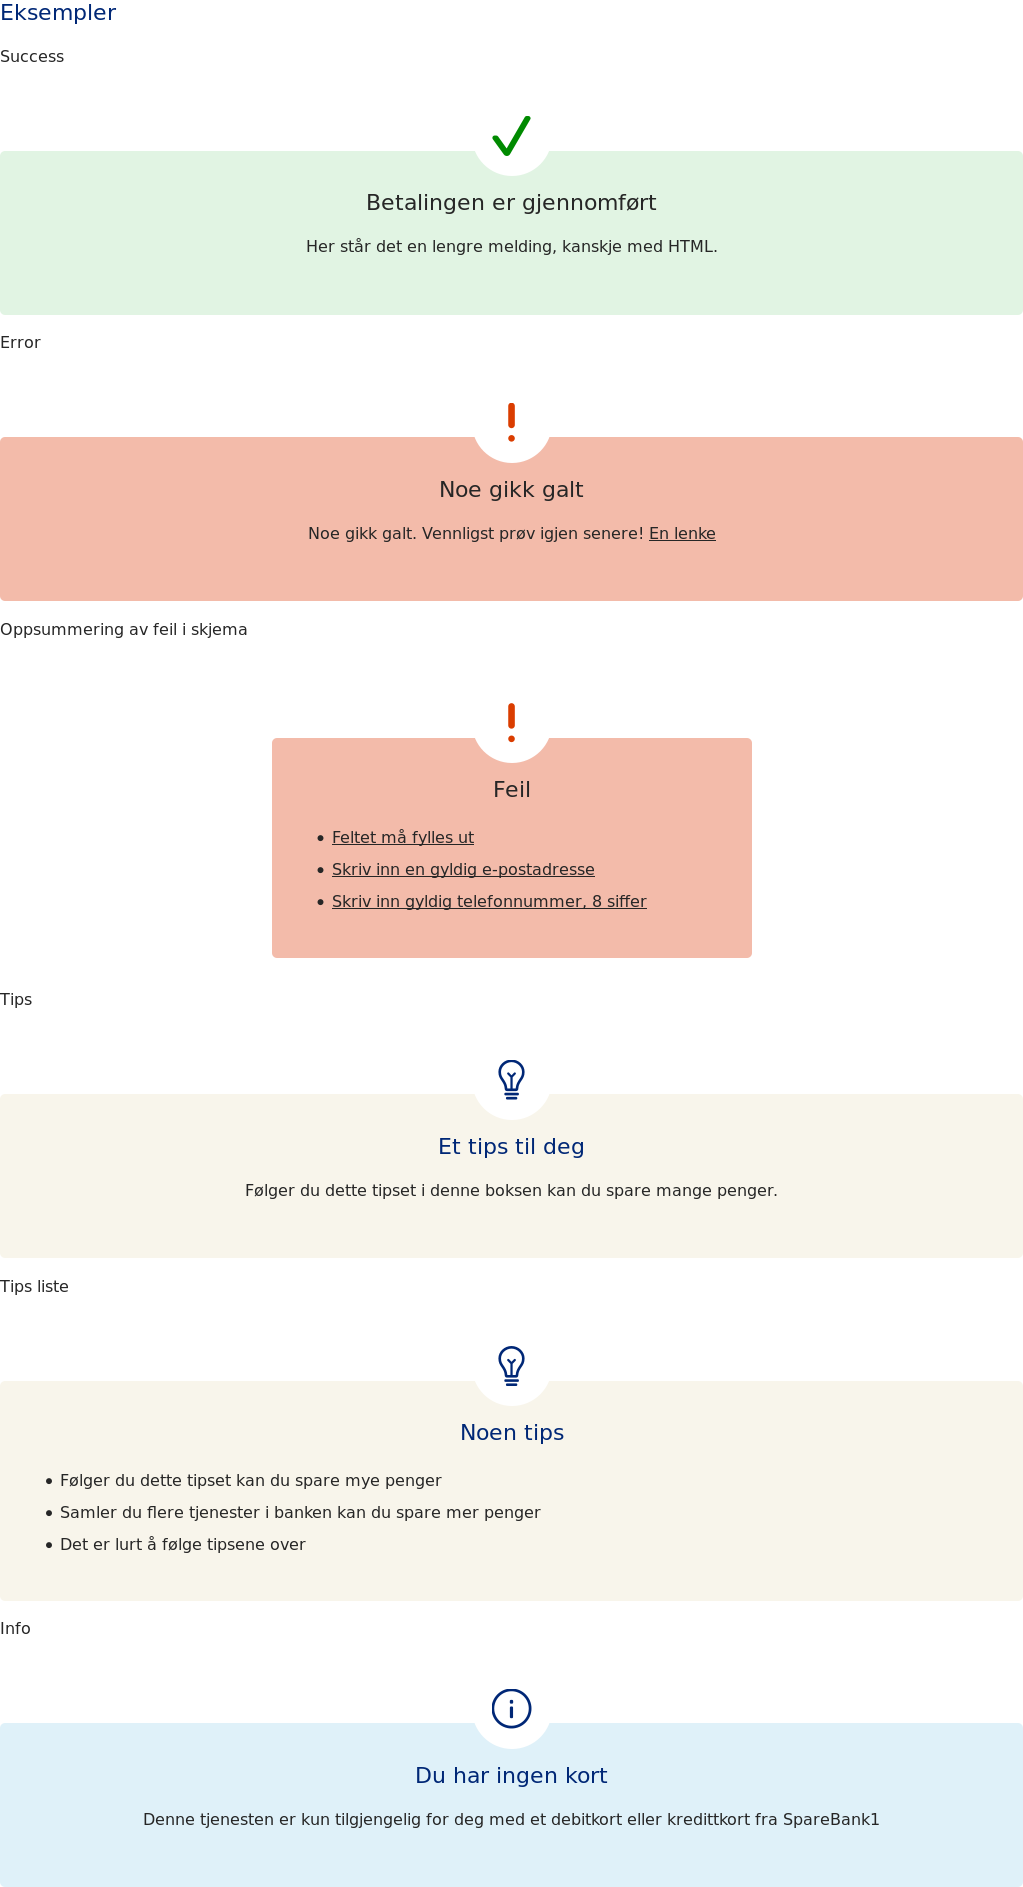 Eksempler
Success
Betalingen er gjennomført
Her står det en lengre melding, kanskje med HTML.
Error
Noe gikk galt
Noe gikk galt. Vennligst prøv igjen senere! En lenke
Oppsummering av feil i skjema
Feil
• Feltet må fylles ut
• Skriv inn en gyldig e-postadresse
• Skriv inn gyldig telefonnummer, 8 siffer
Tips
Et tips til deg
Følger du dette tipset i denne boksen kan du spare mange penger.
Tips liste
Noen tips
• Følger du dette tipset kan du spare mye penger
• Samler du flere tjenester i banken kan du spare mer penger
• Det er lurt å følge tipsene over
Info
Du har ingen kort
Denne tjenesten er kun tilgjengelig for deg med et debitkort eller kredittkort fra SpareBank1